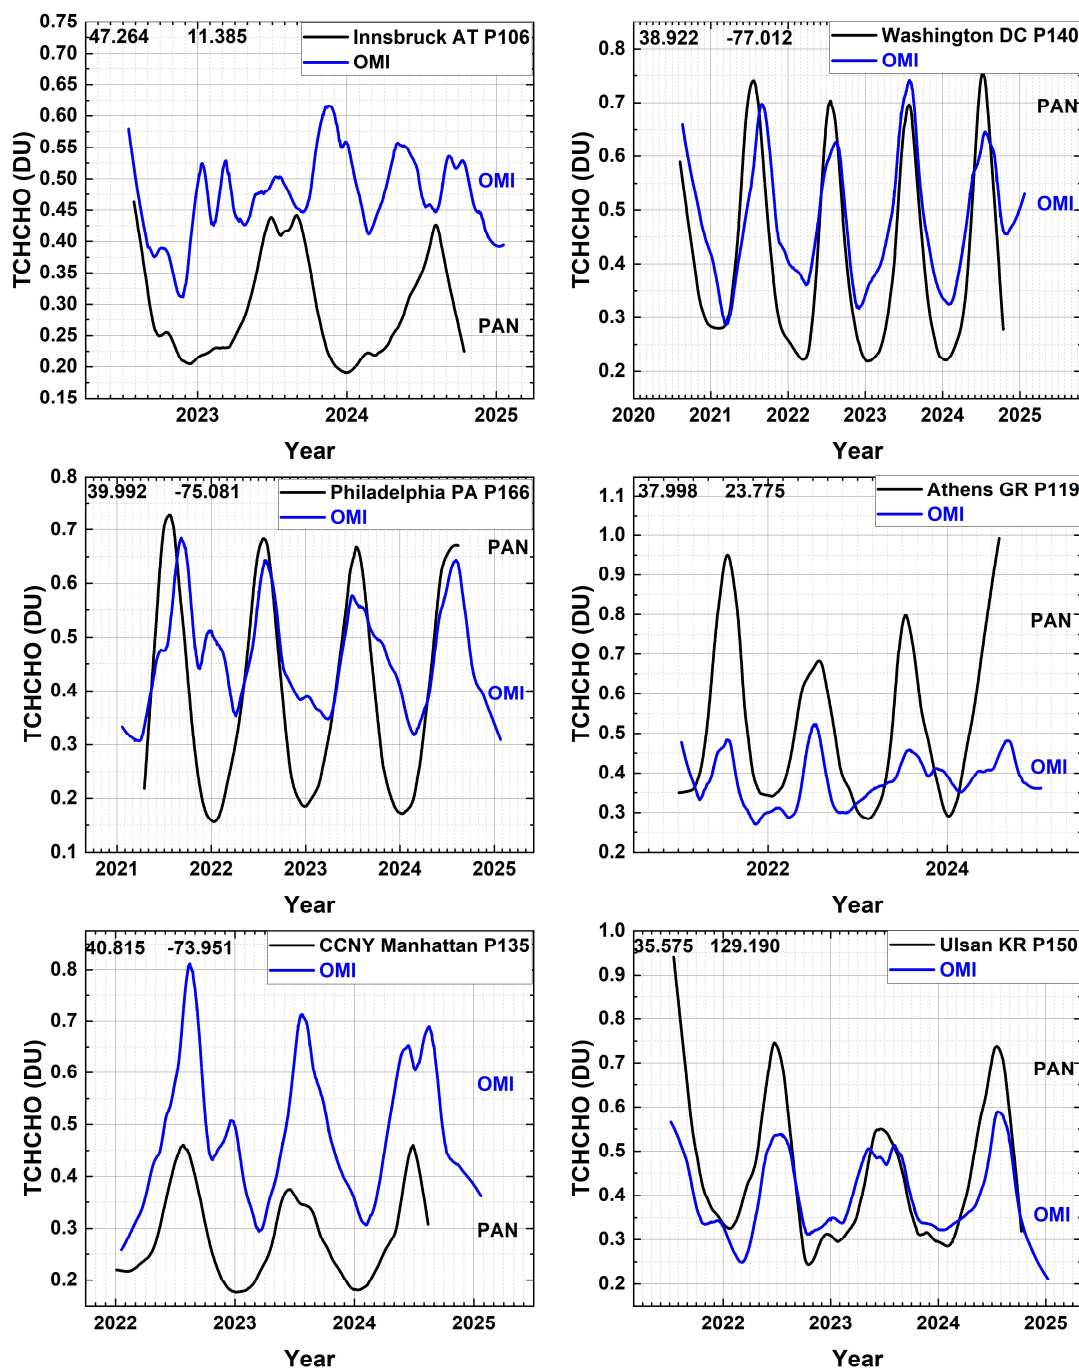 47.264 11.385
Innsbruck AT P106
OMI
TCHCHO (DU)
0.75
0.70
0.65
0.60
0.55
0.50
0.45
0.40
0.35
0.30
0.25
0.20
0.15
OMI
PAN
2023 2024 2025
Year
38.922 -77.012
Washington DC P140
OMI
TCHCHO (DU)
0.8
0.7
0.6
0.5
0.4
0.3
0.2
PAN
OMI
2020 2021 2022 2023 2024 2025
Year
39.992 -75.081
Philadelphia PA P166
OMI
TCHCHO (DU)
0.8
0.7
0.6
0.5
0.4
0.3
0.2
0.1
PAN
OMI
2021 2022 2023 2024 2025
Year
37.998 23.775
Athens GR P119
OMI
TCHCHO (DU)
1.1
1.0
0.9
0.8
0.7
0.6
0.5
0.4
0.3
0.2
PAN
OMI
2022 2024
Year
40.815 -73.951
CCNY Manhattan P135
OMI
TCHCHO (DU)
0.8
0.7
0.6
0.5
0.4
0.3
0.2
OMI
PAN
2022 2023 2024 2025
Year
35.575 129.190
Ulsan KR P150
OMI
TCHCHO (DU)
1.0
0.9
0.8
0.7
0.6
0.5
0.4
0.3
0.2
PAN
OMI
2022 2023 2024 2025
Year